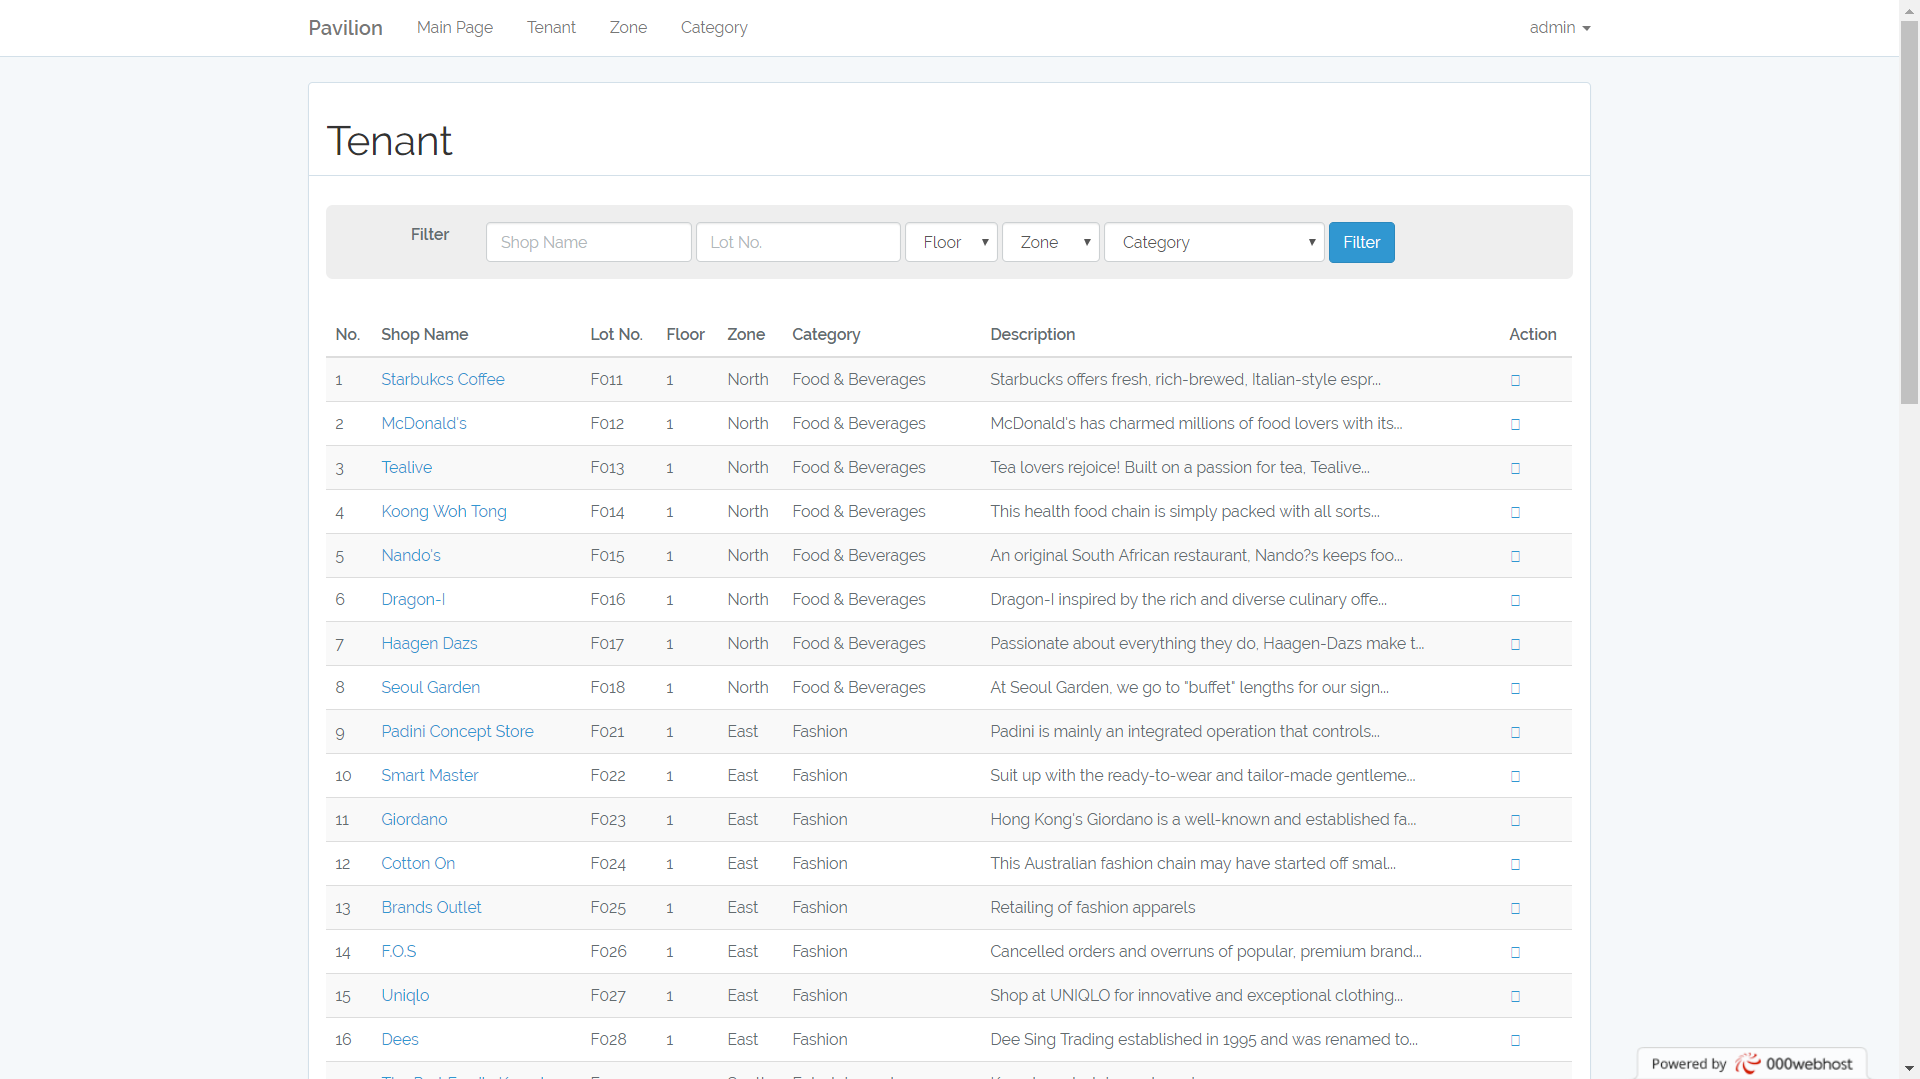 Pavilion Main Page Tenant Zone Category admin
Tenant
Filter Shop Name Lot No. Floor Zone Category Filter
No. Shop Name Lot No. Floor Zone Category Description Action
1 Starbukcs Coffee F011 1 North Food & Beverages Starbucks offers fresh, rich-brewed, Italian-style espr...
2 McDonald's F012 1 North Food & Beverages McDonald's has charmed millions of food lovers with its...
3 Tealive F013 1 North Food & Beverages Tea lovers rejoice! Built on a passion for tea, Tealive...
4 Koong Woh Tong F014 1 North Food & Beverages This health food chain is simply packed with all sorts...
5 Nando's F015 1 North Food & Beverages An original South African restaurant, Nando?s keeps foo...
6 Dragon-I F016 1 North Food & Beverages Dragon-I inspired by the rich and diverse culinary offe...
7 Haagen Dazs F017 1 North Food & Beverages Passionate about everything they do, Haagen-Dazs make t...
8 Seoul Garden F018 1 North Food & Beverages At Seoul Garden, we go to "buffet" lengths for our sign...
9 Padini Concept Store F021 1 East Fashion Padini is mainly an integrated operation that controls...
10 Smart Master F022 1 East Fashion Suit up with the ready-to-wear and tailor-made gentleme...
11 Giordano F023 1 East Fashion Hong Kong's Giordano is a well-known and established fa...
12 Cotton On F024 1 East Fashion This Australian fashion chain may have started off smal...
13 Brands Outlet F025 1 East Fashion Retailing of fashion apparels
14 F.O.S F026 1 East Fashion Cancelled orders and overruns of popular, premium brand...
15 Uniqlo F027 1 East Fashion Shop at UNIQLO for innovative and exceptional clothing...
16 Dees F028 1 East Fashion Dee Sing Trading established in 1995 and was renamed to...
Powered by 000webhost